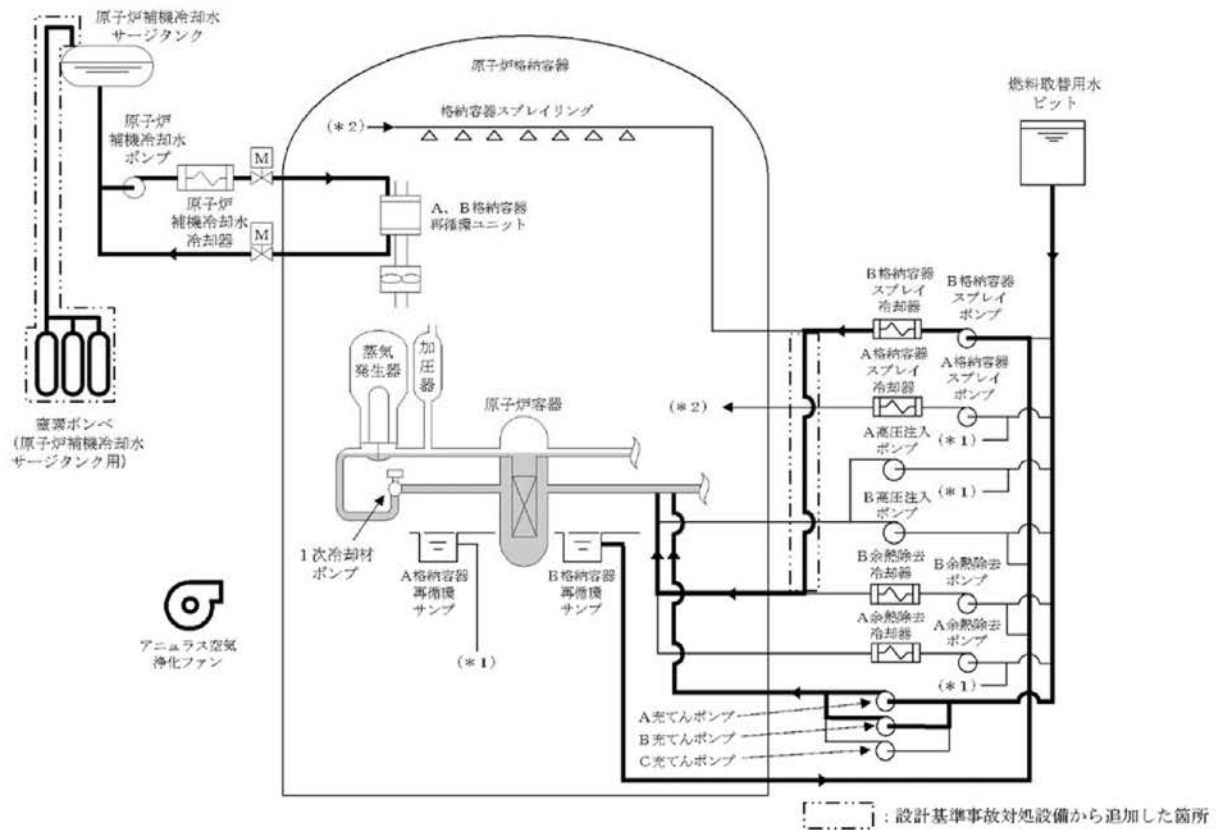 原子炉補機冷却水
サージタンク
原子炉格納容器
燃料取替用水
ピット
格納容器スプレイリング
(*2)
原子炉
補機冷却水
ポンプ
M
原子炉
補機冷却水
冷却器
M
A、B格納容器
再循環ユニット
B格納容器
スプレイ
冷却器
B格納容器
スプレイ
ポンプ
A格納容器
スプレイ
冷却器
A格納容器
スプレイ
ポンプ
(*2)
(*1)
蒸気
発生器
加
圧
器
原子炉容器
A高圧注入
ポンプ
(*1)
B高圧注入
ポンプ
窒素ボンベ
(原子炉補機冷却水
サージタンク用)
1次冷却材
ポンプ
A格納容器
再循環
サンプ
B格納容器
再循環
サンプ
B余熱除去
冷却器
B余熱除去
ポンプ
A余熱除去
冷却器
A余熱除去
ポンプ
(*1)
(*1)
アニュラス空気
浄化ファン
A充てんポンプ
B充てんポンプ
C充てんポンプ
:設計基準事故対処設備から追加した箇所